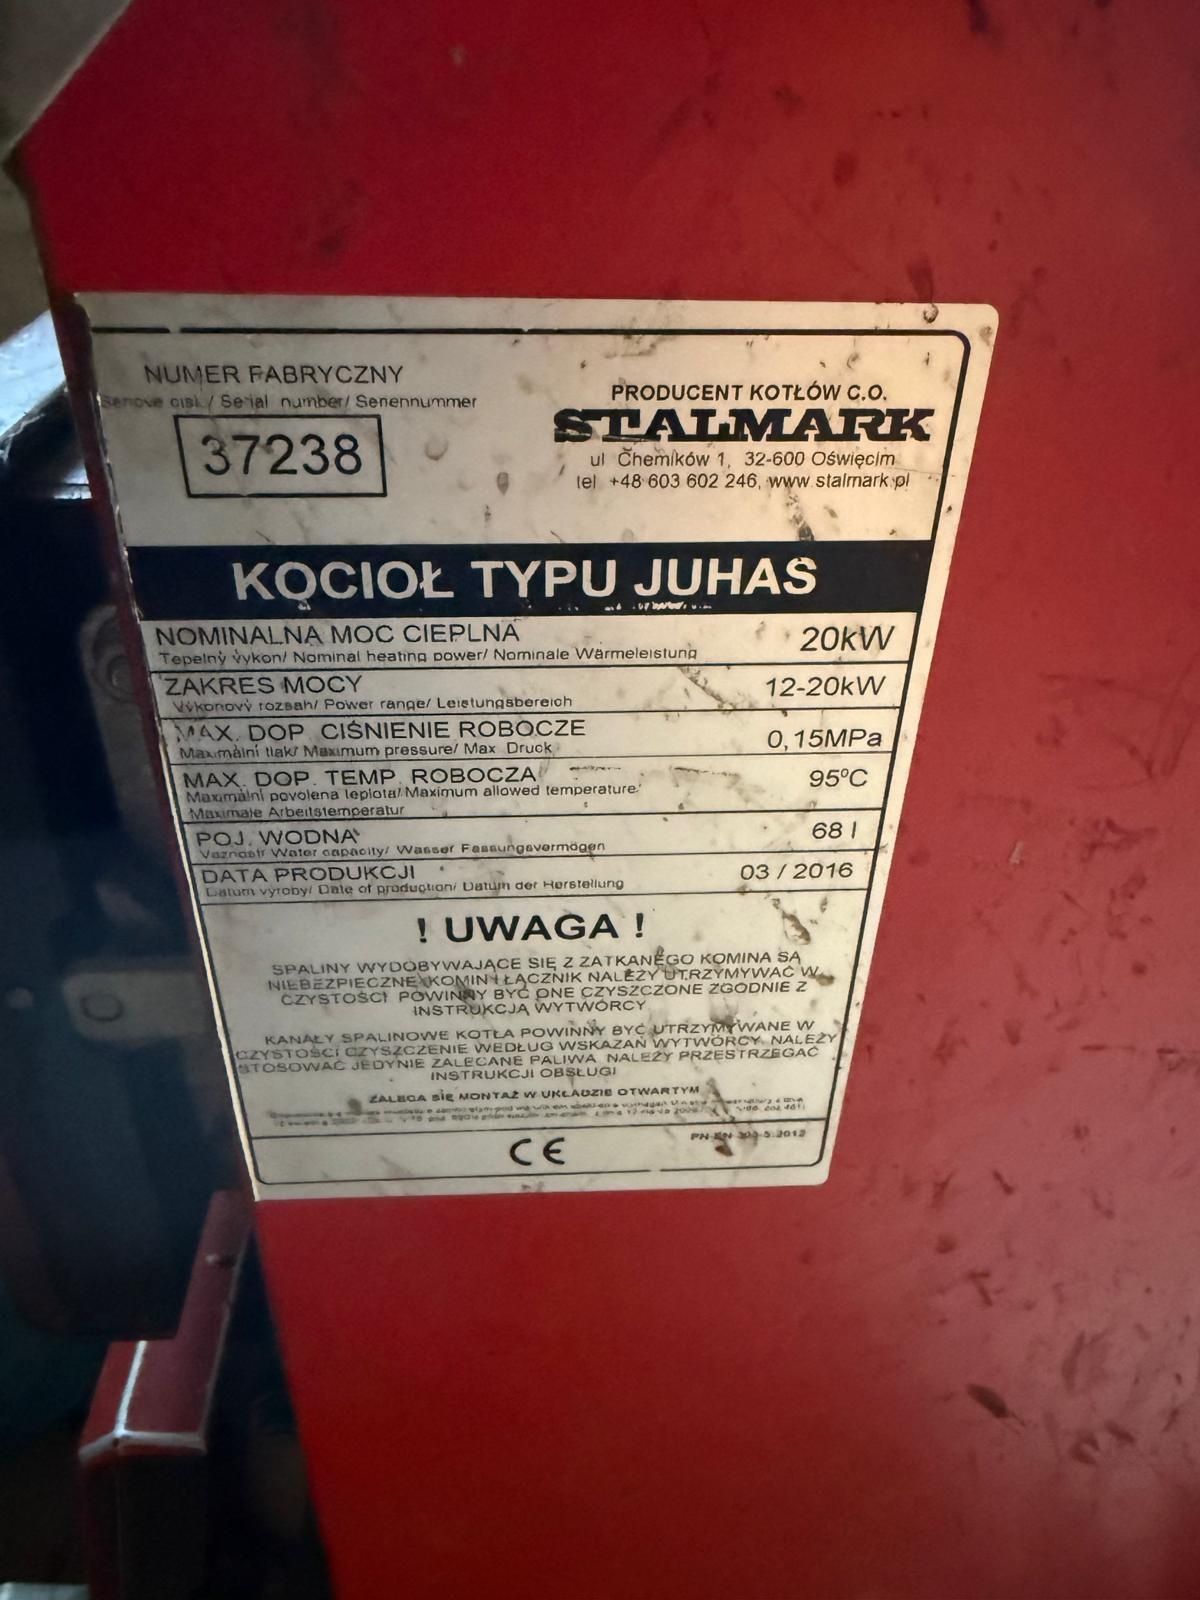 NUMER FABRYCZNY
/ Serial number/ Seriennummer
37238
PRODUCENT KOTŁÓW C.O.
STALMARK
ul Chemików 1, 32-600 Oświęcim
tel +48 603 602 246, www.stalmark.pl
KOCIOŁ TYPU JUHAS
NOMINALNA MOC CIEPLNA 20kW
Tepelný výkon/ Nominal heating power/ Nominale Wärmeleistung
ZAKRES MOCY 12-20kW
Výkonový rozsah/ Power range/ Leistungsbereich
MAX. DOP. CIŚNIENIE ROBOCZE 0,15MPa
Maximální tlak/ Maximum pressure/ Max. Druck
MAX. DOP. TEMP. ROBOCZA 95°C
Maximální povolena teplota/ Maximum allowed temperature/
Maximale Arbeitstemperatur
POJ. WODNA 68 l
Water capacity/ Wasser Fassungsvermögen
DATA PRODUKCJI 03 / 2016
Datum výroby/ Date of production/ Datum der Herstellung
! UWAGA !
SPALINY WYDOBYWAJĄCE SIĘ Z ZATKANEGO KOMINA SĄ
NIEBEZPIECZNE. KOMIN I ŁĄCZNIK NALEŻY UTRZYMYWAĆ W
CZYSTOŚCI. POWINNY BYĆ ONE CZYSZCZONE ZGODNIE Z
INSTRUKCJĄ WYTWÓRCY
KANAŁY SPALINOWE KOTŁA POWINNY BYĆ UTRZYMYWANE W
CZYSTOŚCI CZYSZCZENIE WEDŁUG WSKAZAŃ WYTWÓRCY. NALEŻY
STOSOWAĆ JEDYNIE ZALECANE PALIWA. NALEŻY PRZESTRZEGAĆ
INSTRUKCJI OBSŁUGI
ZALECA SIĘ MONTAŻ W UKŁADZIE OTWARTYM
CE
PN-EN 303-5:2012